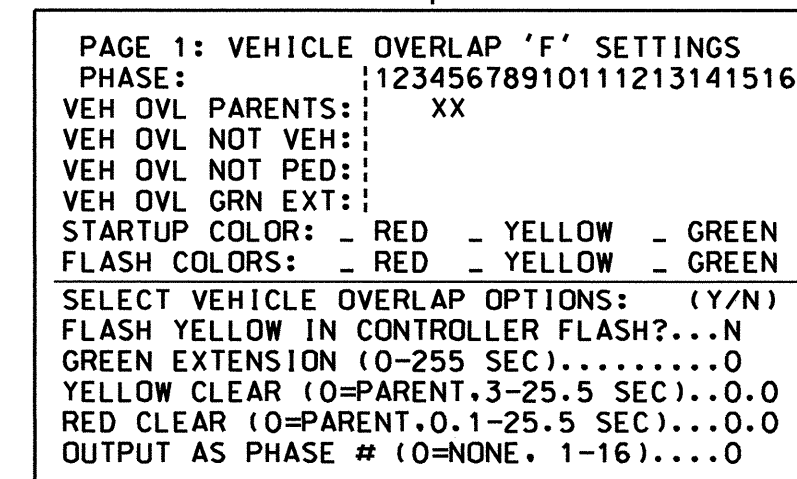 PAGE 1: VEHICLE OVERLAP 'F' SETTINGS
PHASE: ¦12345678910111213141516
VEH OVL PARENTS:¦ XX
VEH OVL NOT VEH:¦
VEH OVL NOT PED:¦
VEH OVL GRN EXT:¦
STARTUP COLOR: _ RED _ YELLOW _ GREEN
FLASH COLORS: _ RED _ YELLOW _ GREEN
SELECT VEHICLE OVERLAP OPTIONS: (Y/N)
FLASH YELLOW IN CONTROLLER FLASH?...N
GREEN EXTENSION (0-255 SEC).........0
YELLOW CLEAR (0=PARENT,3-25.5 SEC)..0.0
RED CLEAR (0=PARENT,0.1-25.5 SEC)...0.0
OUTPUT AS PHASE # (0=NONE, 1-16)....0